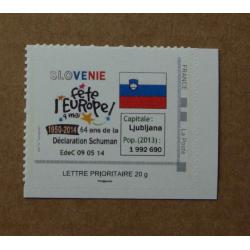 SLOVENIE
fête
l'EUROPE!
9 mai
1950-2014 64 ans de la
Déclaration Schuman
EdeC 09 05 14
Capitale :
Ljubljana
Pop. (2013) :
1 992 690
LETTRE PRIORITAIRE 20 g
FRANCE
La Poste